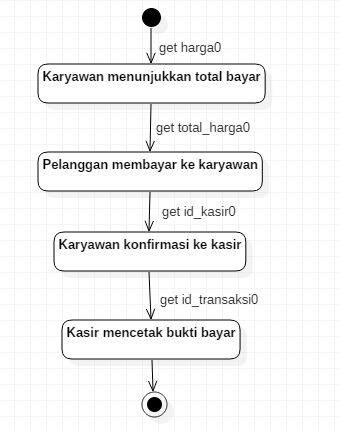 get harga0
Karyawan menunjukkan total bayar
get total_harga0
Pelanggan membayar ke karyawan
get id_kasir0
Karyawan konfirmasi ke kasir
get id_transaksi0
Kasir mencetak bukti bayar